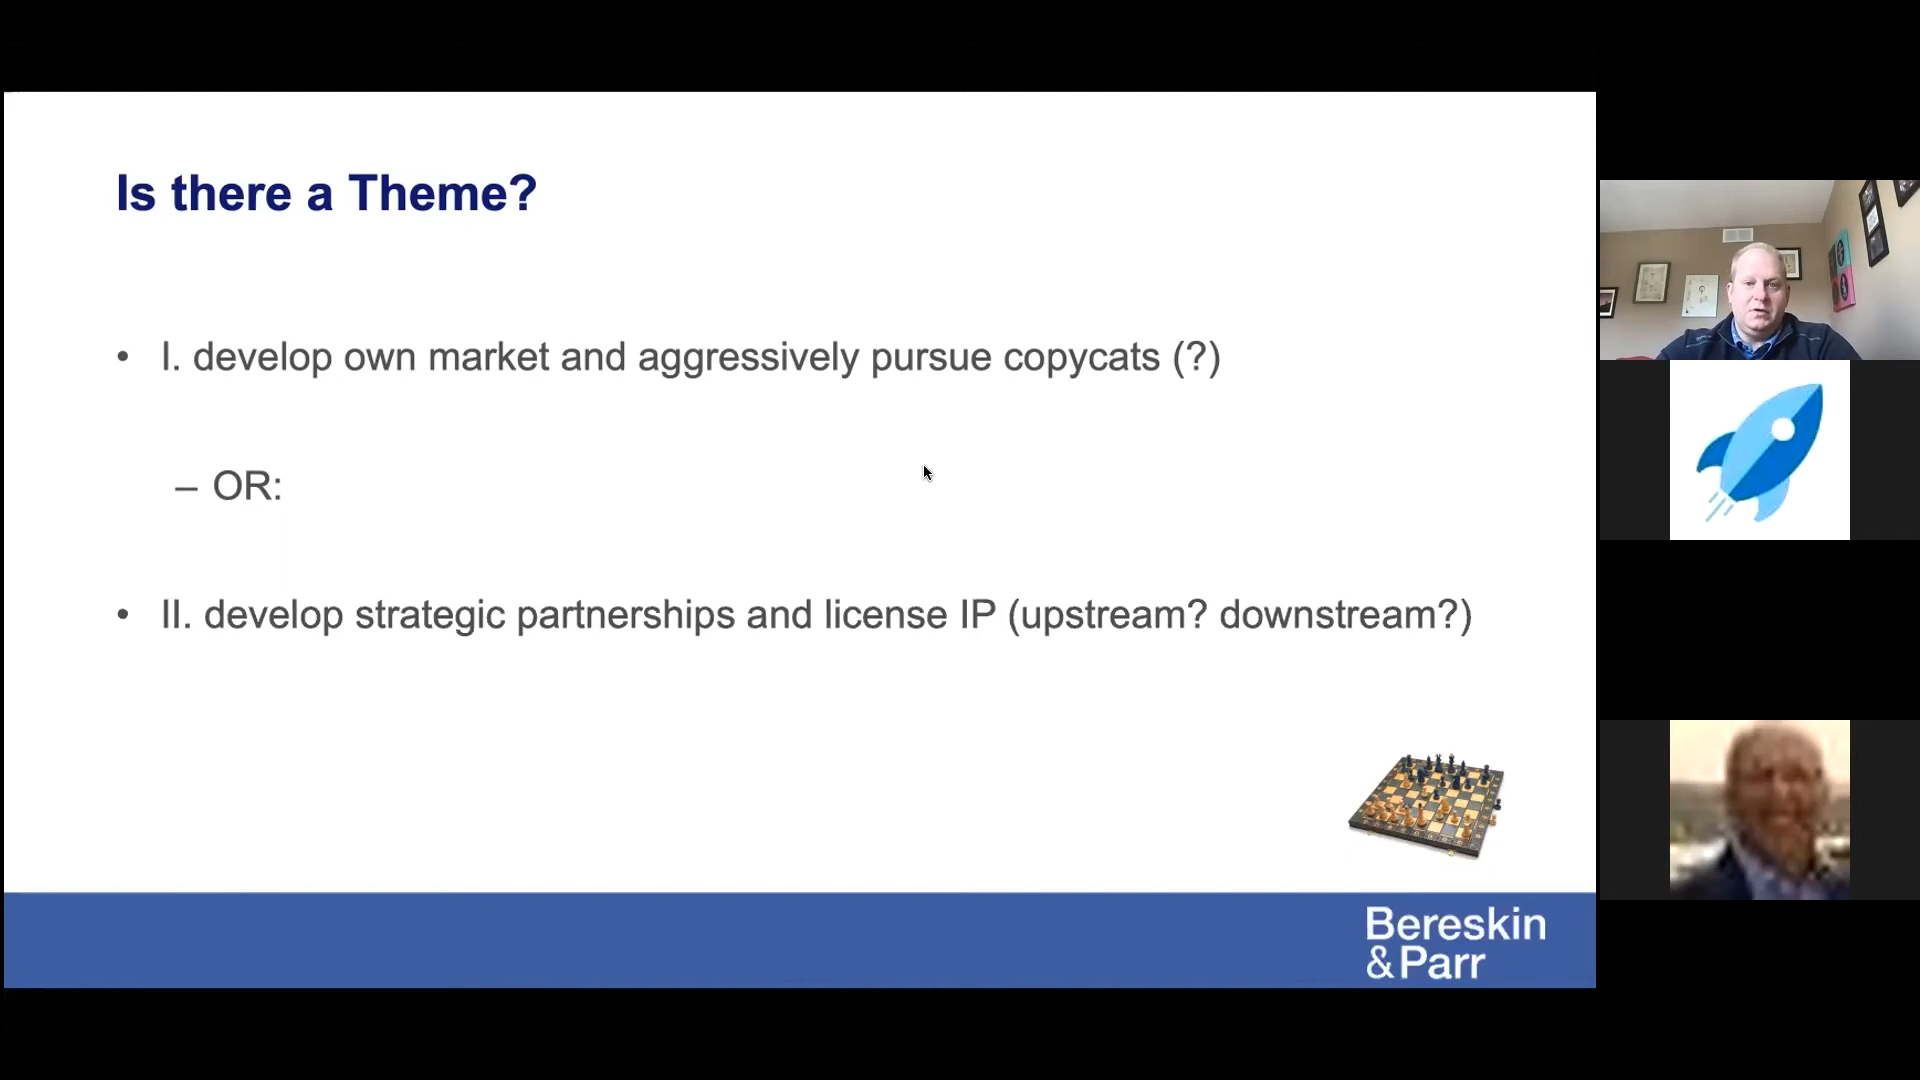 Is there a Theme?
• I. develop own market and aggressively pursue copycats (?)
– OR:
• II. develop strategic partnerships and license IP (upstream? downstream?)
Bereskin
&Parr